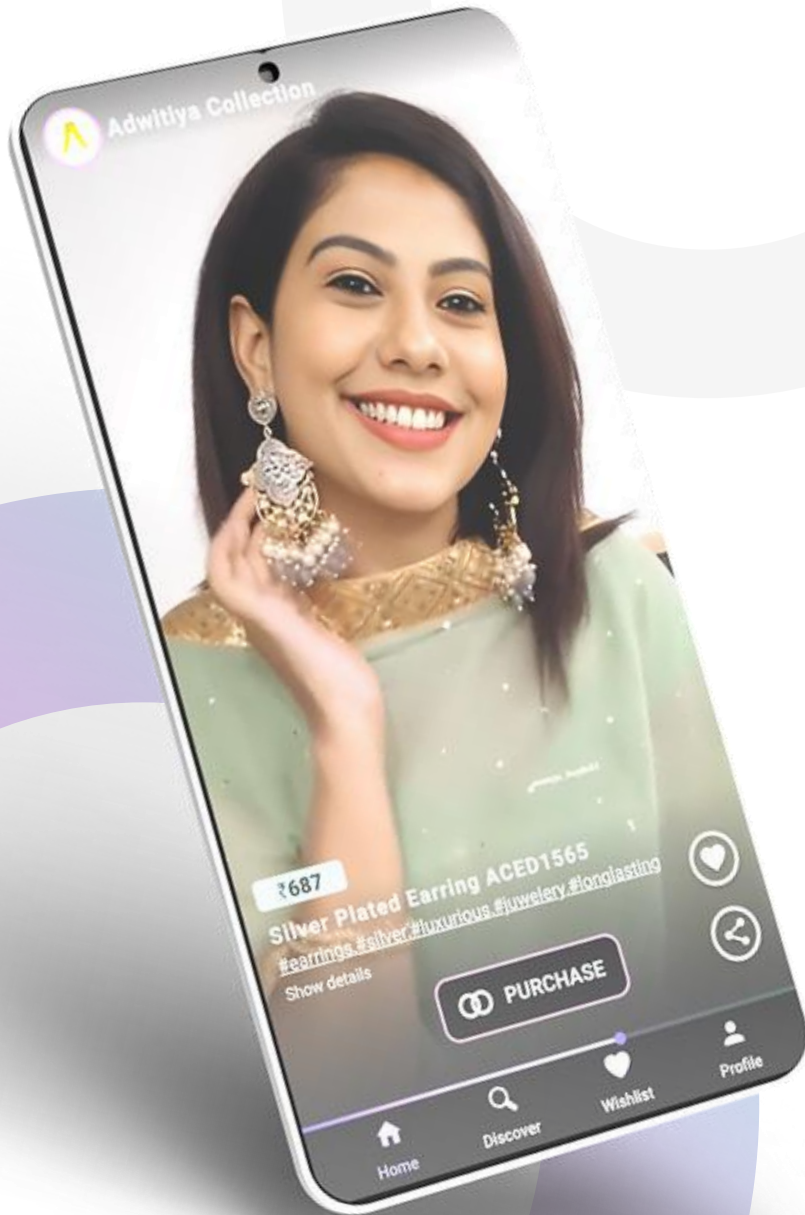 Adwitiya Collection
₹687
Silver Plated Earring ACED1565
#earrings,#silver,#luxurious,#juwelery,#longlasting
Show details
PURCHASE
Home
Discover
Wishlist
Profile